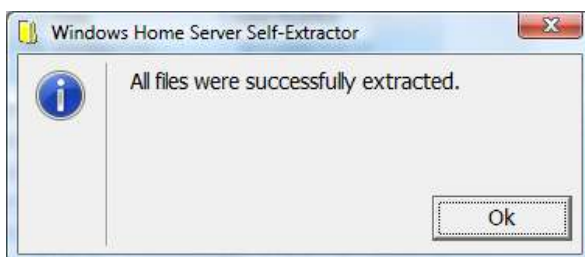 Windows Home Server Self-Extractor
All files were successfully extracted.
Ok